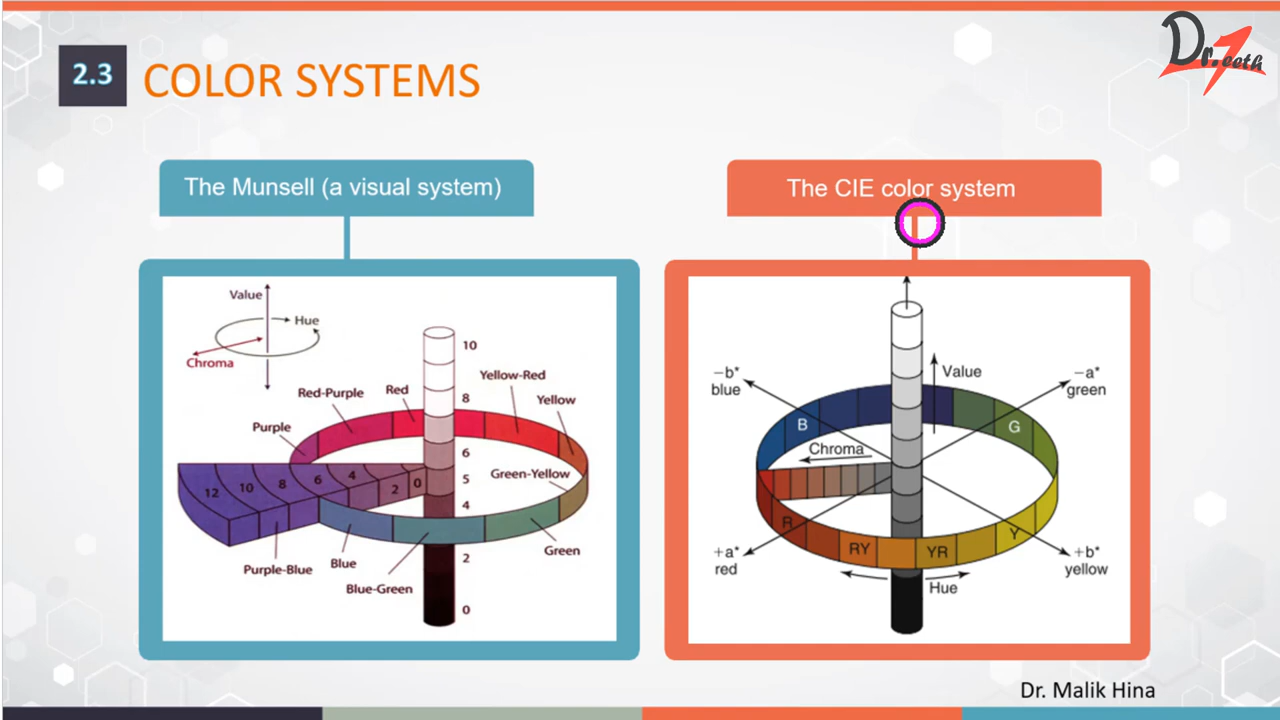 Dr.
eeth
2.3
COLOR SYSTEMS
The Munsell (a visual system)
The CIE color system
Value
Hue
Chroma
10
Yellow-Red
Red
Red-Purple
8
Yellow
Purple
6
Green-Yellow
12
10
8
6
4
2
0
5
4
Green
2
Blue
Purple-Blue
Blue-Green
0
−b*
blue
Value
−a*
green
B
G
Chroma
R
RY
YR
Y
+a*
red
+b*
yellow
Hue
Dr. Malik Hina